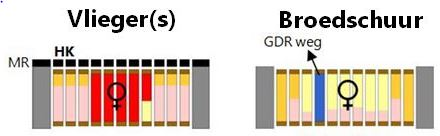 Vlieger(s)
Broedschuur
GDR weg
HK
MR